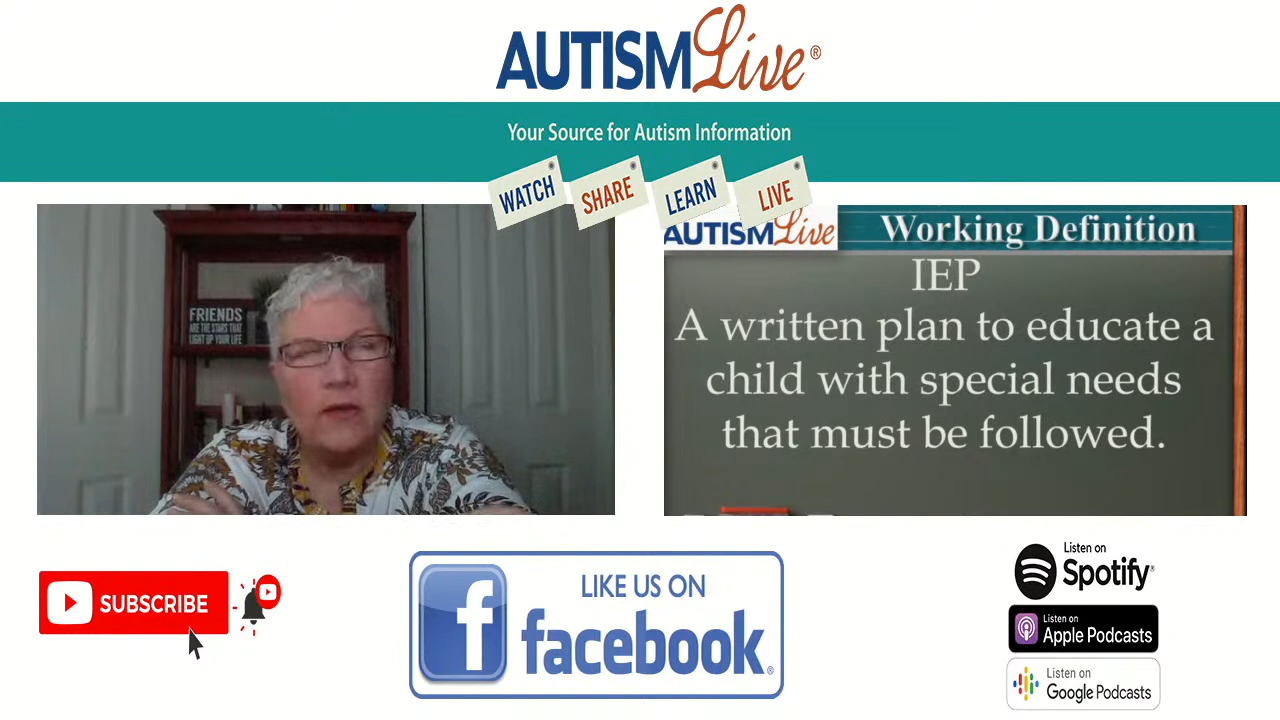 AUTISM Live®
Your Source for Autism Information
WATCH
SHARE
LEARN
LIVE
FRIENDS
ARE THE STARS THAT
LIGHT UP YOUR LIFE
AUTISM Live
Working Definition
IEP
A written plan to educate a
child with special needs
that must be followed.
SUBSCRIBE
LIKE US ON
facebook®
Listen on
Spotify
Listen on
Apple Podcasts
Listen on
Google Podcasts